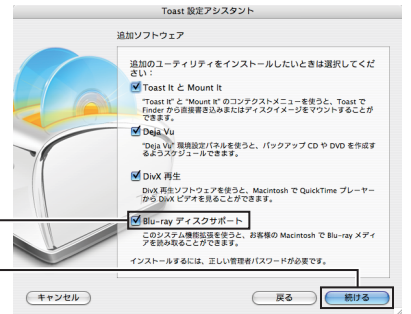 Toast 設定アシスタント
追加ソフトウェア
追加のユーティリティをインストールしたいときは選択してくだ
さい：
Toast It と Mount It
"Toast It" と "Mount It" のコンテクストメニューを使うと、Toast で
Finder から直接書き込みまたはディスクイメージをマウントすることが
できます。
Deja Vu
"Deja Vu" 環境設定パネルを使うと、バックアップ CD や DVD を作成す
るようスケジュールできます。
DivX 再生
DivX 再生ソフトウェアを使うと、Macintosh で QuickTime プレーヤー
から DivX ビデオを見ることができます。
Blu-ray ディスクサポート
このシステム機能拡張を使うと、お客様の Macintosh で Blu-ray メディ
アを読み取ることができます。
インストールするには、正しい管理者パスワードが必要です。
キャンセル
戻る
続ける